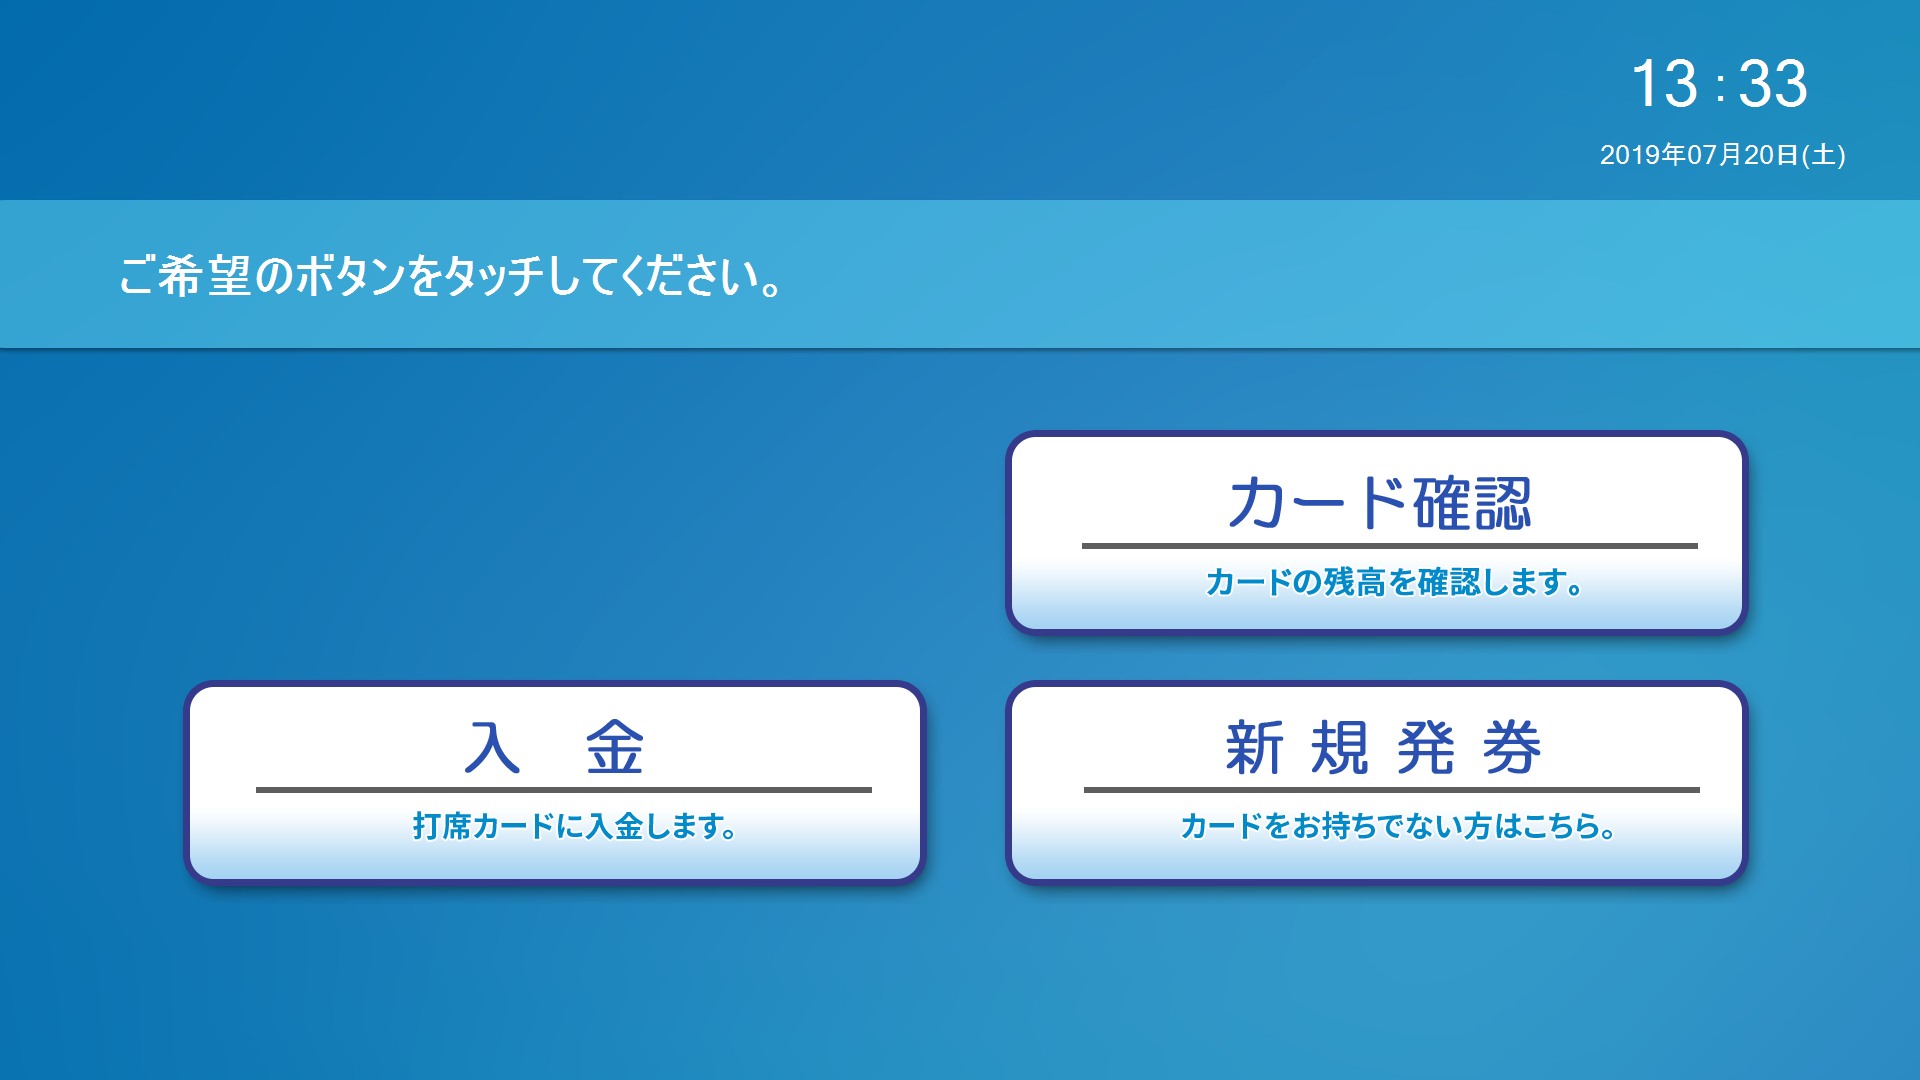 13:33
2019年07月20日(土)
ご希望のボタンをタッチしてください。
カード確認
カードの残高を確認します。
入 金
打席カードに入金します。
新規発券
カードをお持ちでない方はこちら。